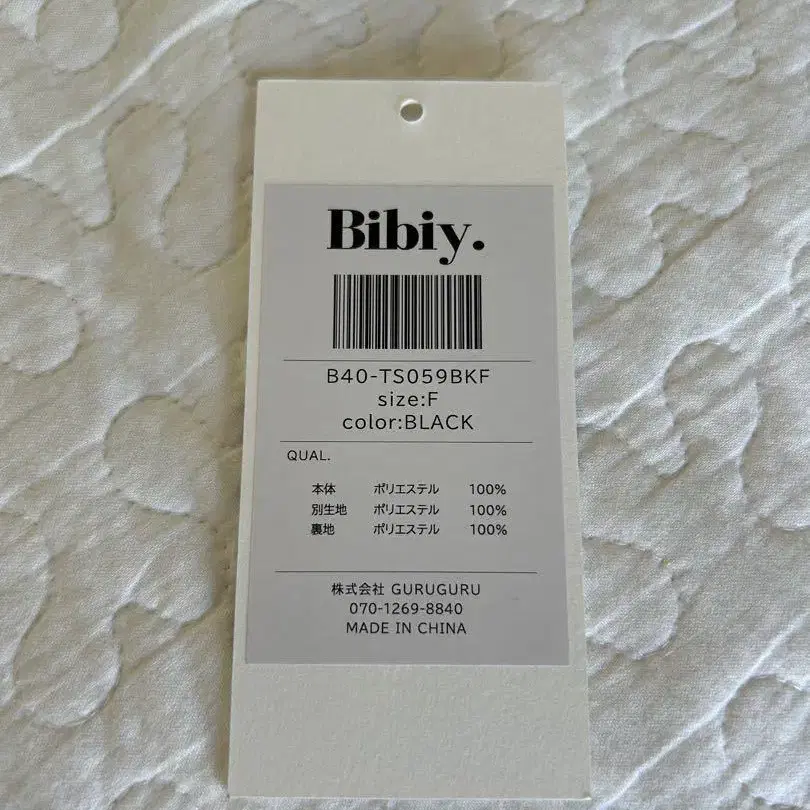 Bibiy.
B40-TS059BKF
size:F
color:BLACK
QUAL.
本体 ポリエステル 100%
別生地 ポリエステル 100%
裏地 ポリエステル 100%
株式会社 GURUGURU
070-1269-8840
MADE IN CHINA